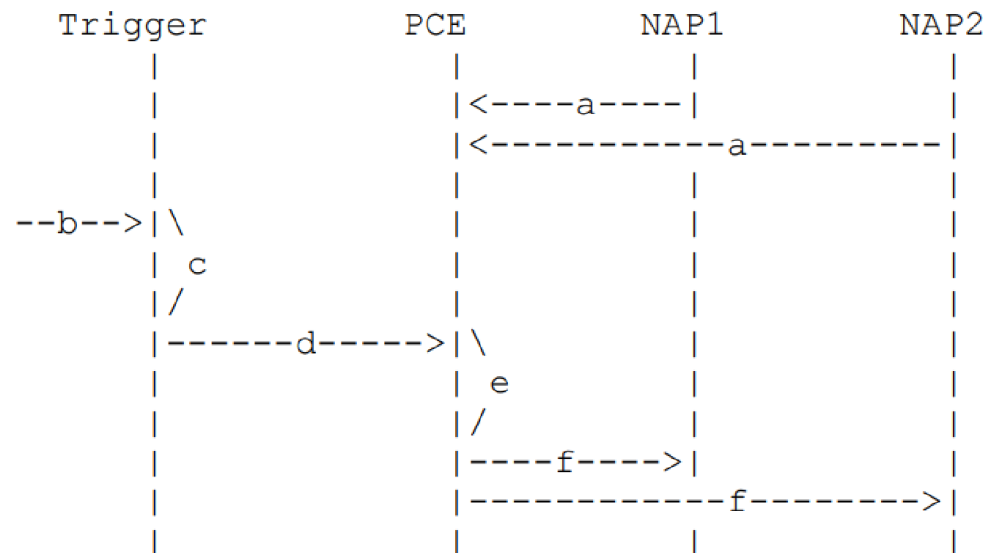 Trigger            PCE           NAP1           NAP2
      |                  |              |               |
      |                  |<----a----|               |
      |                  |<-----------a---------|
      |                  |              |               |
--b-->|\                 |              |               |
      | c                |              |               |
      |/                 |              |               |
      |------d----->|\             |               |
      |                  | e            |               |
      |                  |/             |               |
      |                  |----f---->|               |
      |                  |------------f-------->|
      |                  |              |               |